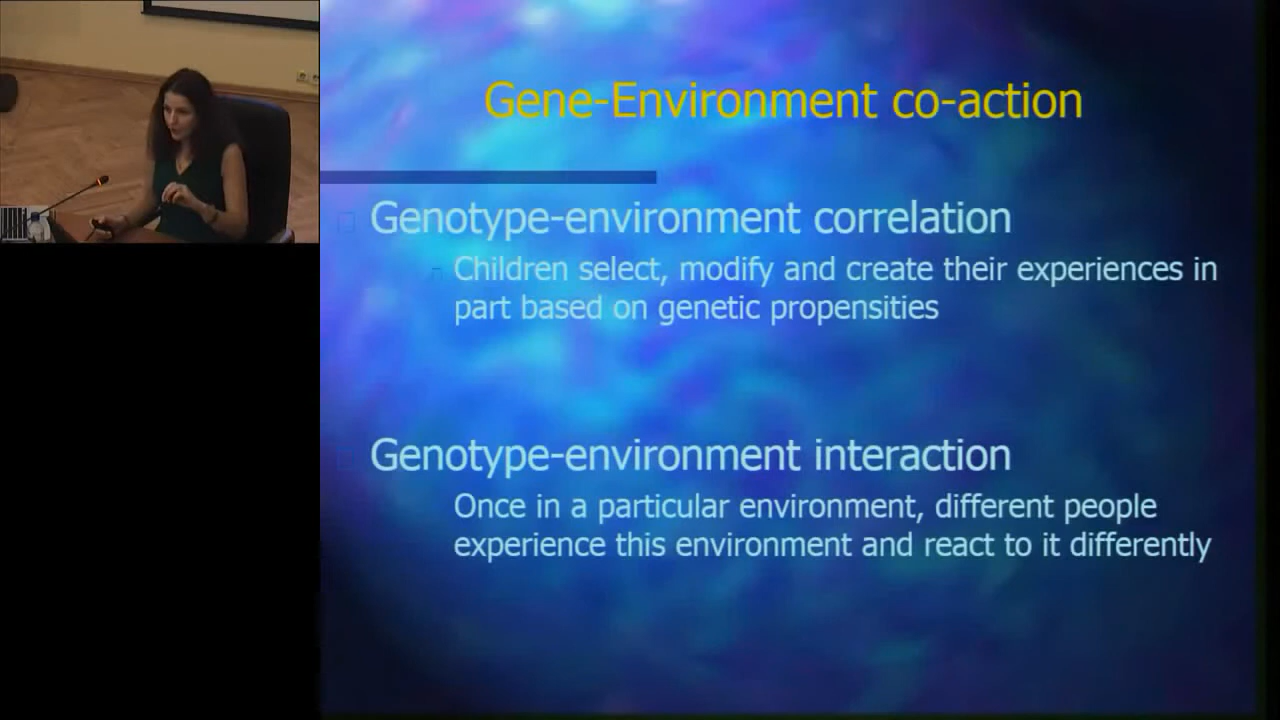 Gene-Environment co-action
Genotype-environment correlation
- Children select, modify and create their experiences in
part based on genetic propensities
Genotype-environment interaction
Once in a particular environment, different people
experience this environment and react to it differently